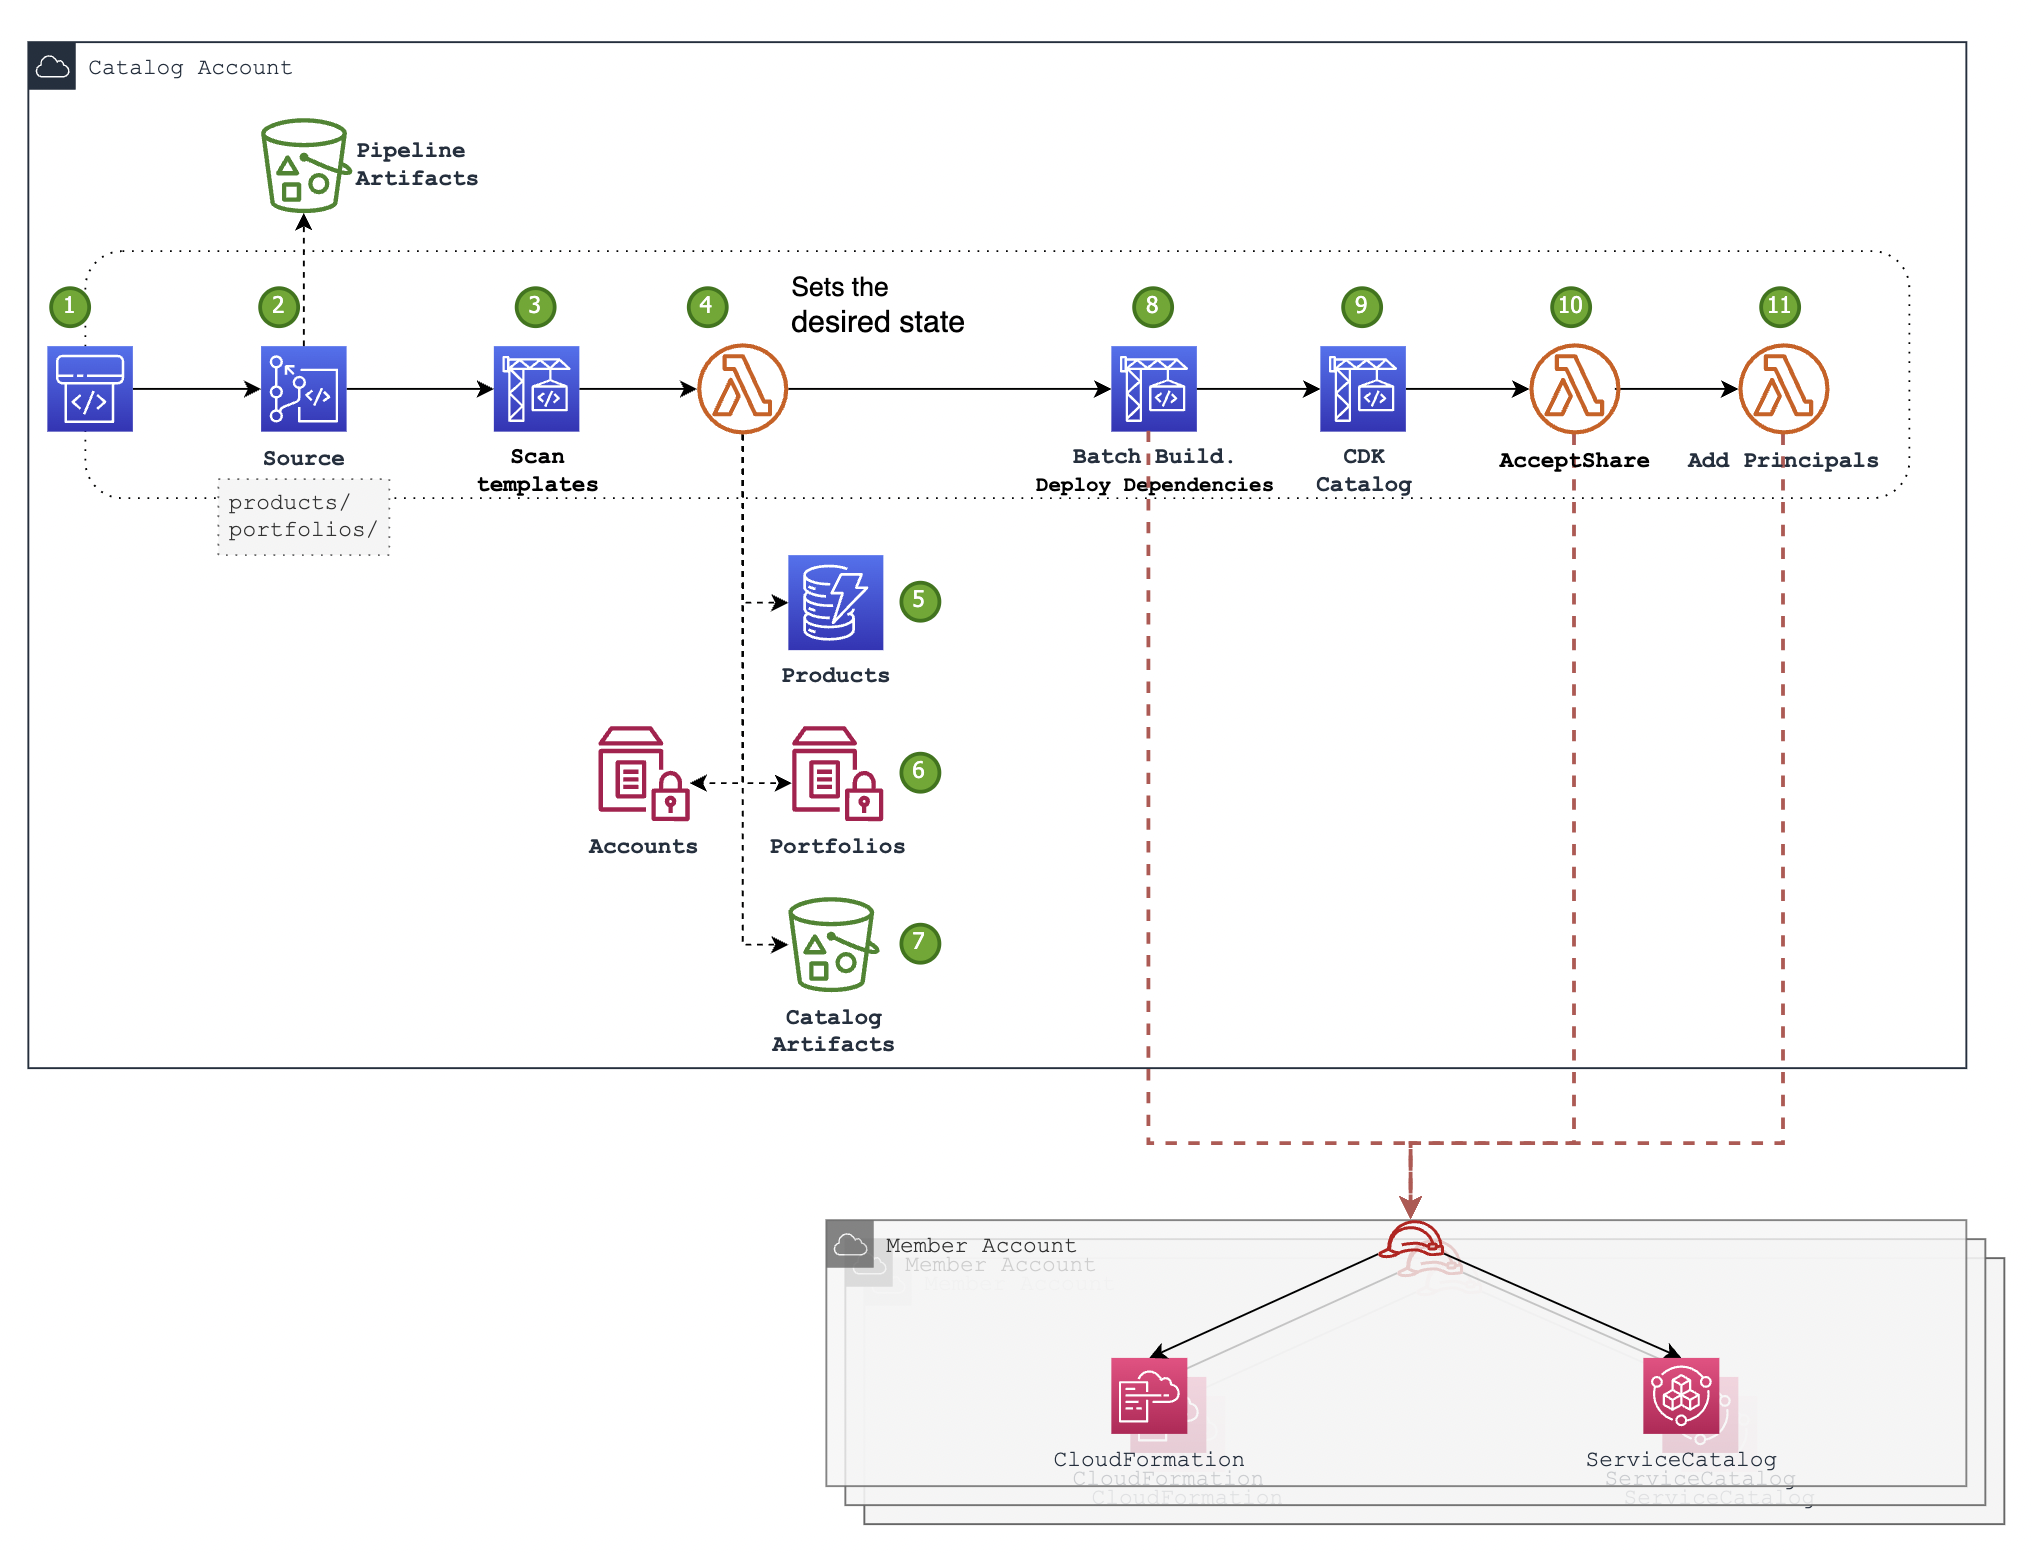 Catalog Account
Pipeline
Artifacts
1
2
3
4
Sets the
desired state
8
9
10
11
Source
products/
portfolios/
Scan
templates
Batch Build.
Deploy Dependencies
CDK
Catalog
AcceptShare
Add Principals
5
Products
6
Accounts
Portfolios
7
Catalog
Artifacts
Member Account
Member Account
Member Account
CloudFormation
ServiceCatalog
CloudFormation
ServiceCatalog
CloudFormation
ServiceCatalog